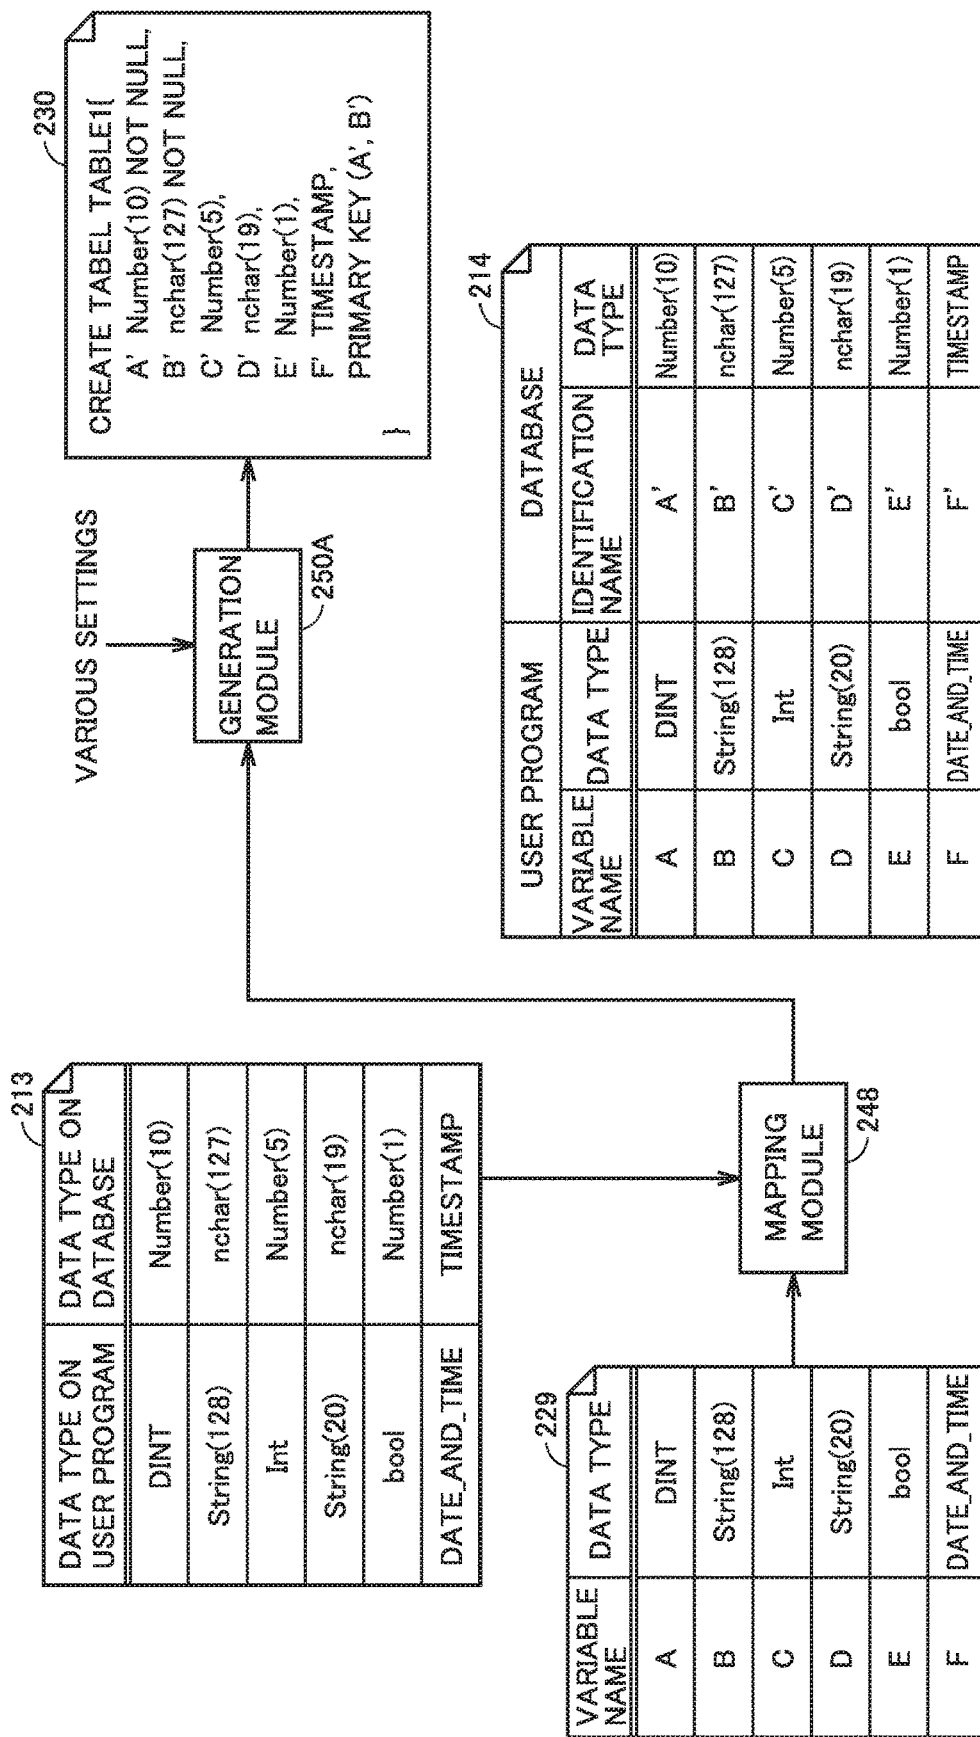 213
DATA TYPE ON USER PROGRAM DATA TYPE ON DATABASE
DINT Number(10)
String(128) nchar(127)
Int Number(5)
String(20) nchar(19)
bool Number(1)
DATE_AND_TIME TIMESTAMP
229
VARIABLE NAME DATA TYPE
A DINT
B String(128)
C Int
D String(20)
E bool
F DATE_AND_TIME
MAPPING
MODULE
248
VARIOUS SETTINGS
GENERATION
MODULE
250A
230
CREATE TABEL TABLE1{
A' Number(10) NOT NULL,
B' nchar(127) NOT NULL,
C' Number(5),
D' nchar(19),
E' Number(1),
F' TIMESTAMP,
PRIMARY KEY (A', B')
}
214
USER PROGRAM DATABASE
VARIABLE NAME DATA TYPE IDENTIFICATION NAME DATA TYPE
A DINT A' Number(10)
B String(128) B' nchar(127)
C Int C' Number(5)
D String(20) D' nchar(19)
E bool E' Number(1)
F DATE_AND_TIME F' TIMESTAMP